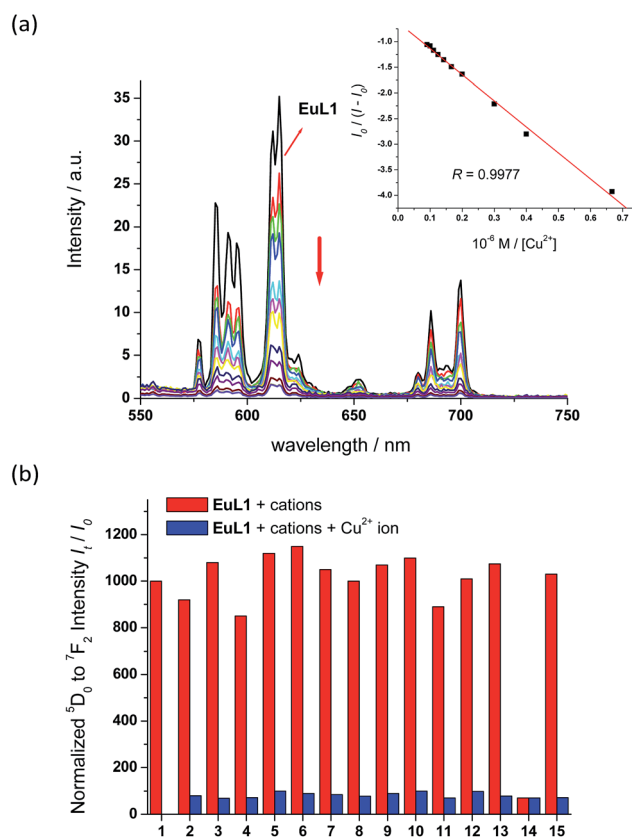 (a)
35
30
25
20
15
10
5
0
Intensity / a.u.
EuL1
550
600
650
700
750
wavelength / nm
-1.0
-1.5
-2.0
-2.5
-3.0
-3.5
-4.0
I₀ / (I - I₀)
R = 0.9977
0.0
0.1
0.2
0.3
0.4
0.5
0.6
0.7
10⁻⁶ M / [Cu²⁺]
(b)
EuL1 + cations
EuL1 + cations + Cu²⁺ ion
1200
1000
800
600
400
200
0
Normalized ⁵D₀ to ⁷F₂ Intensity Iₜ / I₀
1 2 3 4 5 6 7 8 9 10 11 12 13 14 15